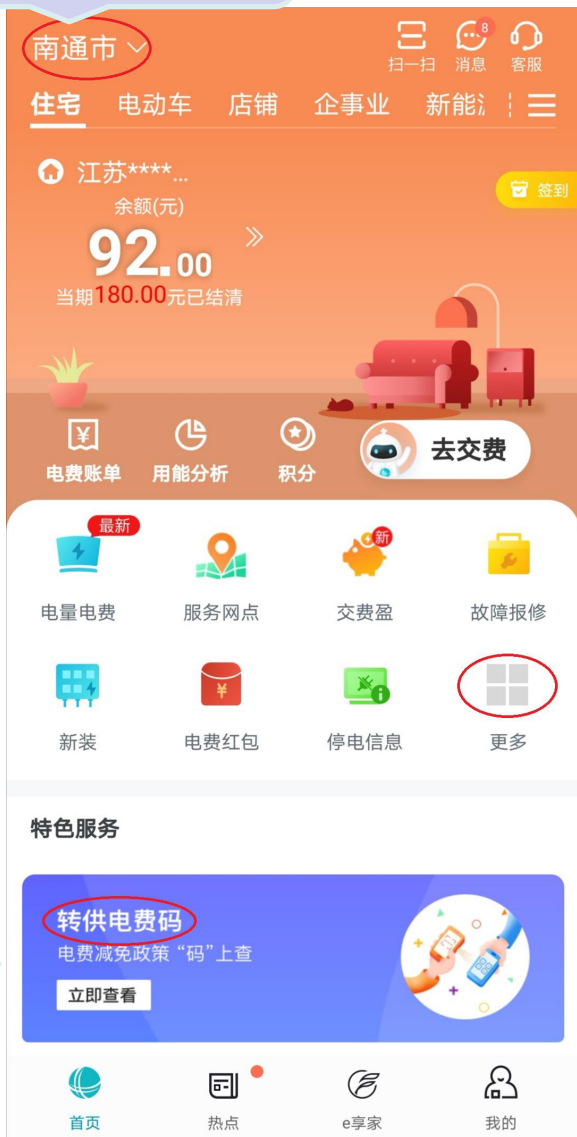 南通市
扫一扫
8
消息
客服
住宅 电动车 店铺 企事业 新能
江苏****...
签到
余额(元)
92.00
当期180.00元已结清
电费账单 用能分析 积分 去交费
最新
新
电量电费 服务网点 交费盈 故障报修
新装 电费红包 停电信息 更多
特色服务
转供电费码
电费减免政策 “码”上查
立即查看
首页 热点 e享家 我的